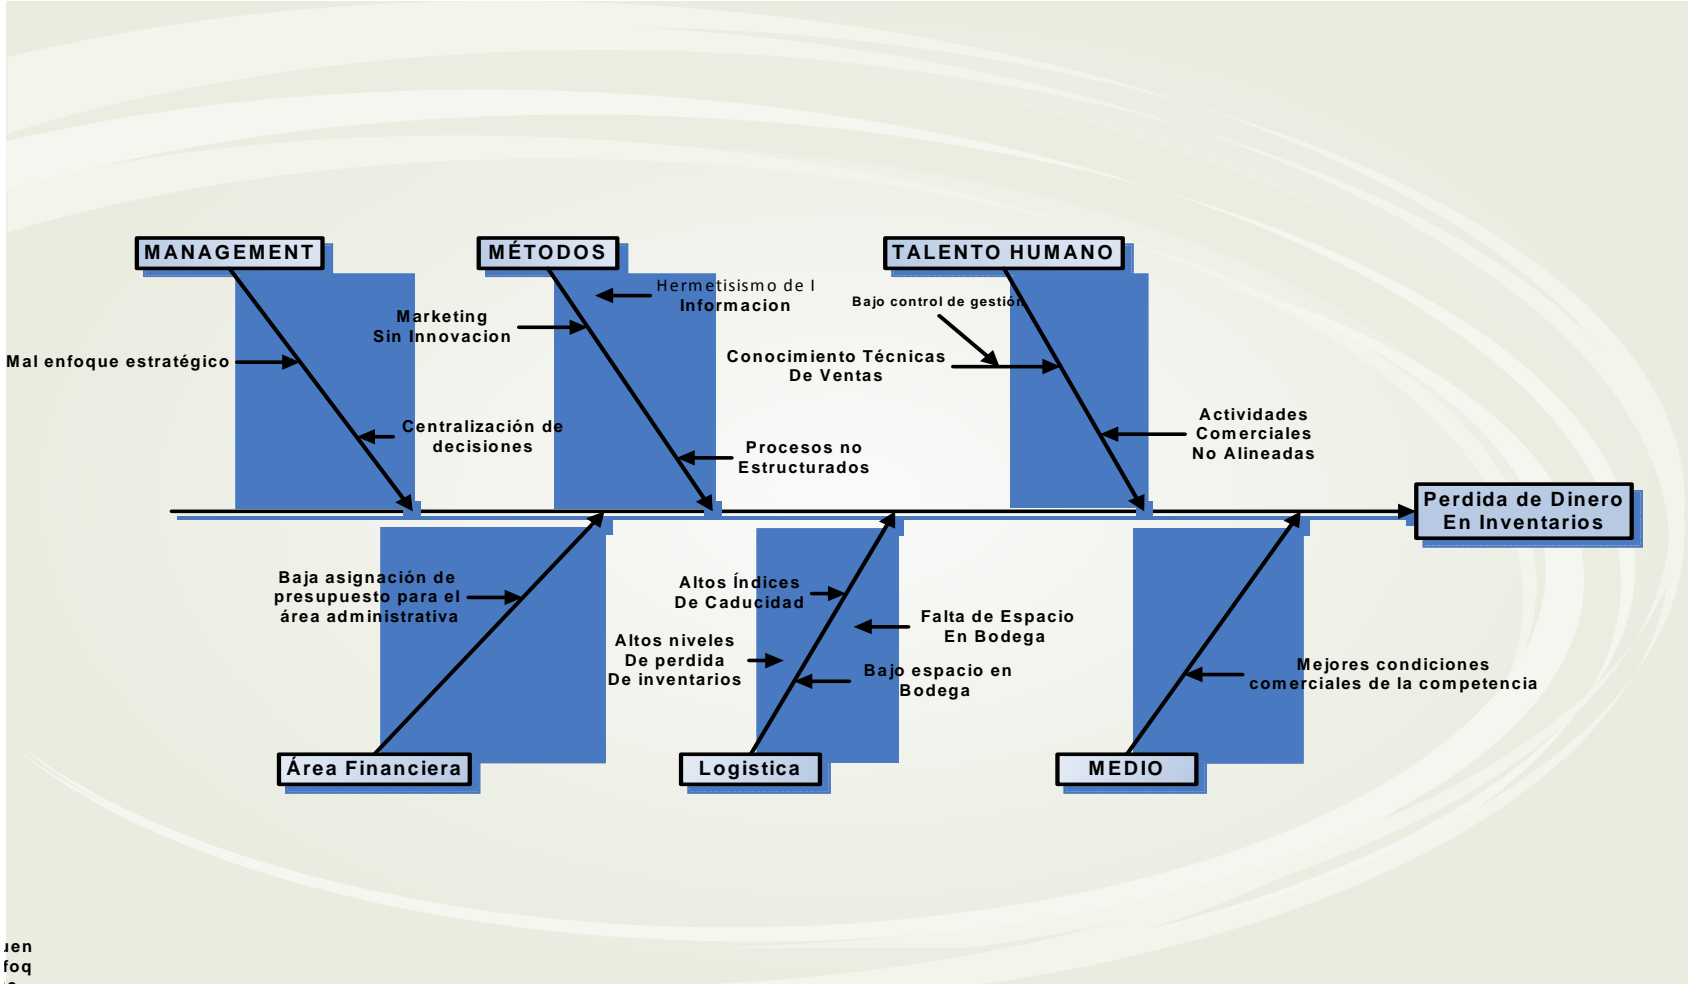 MANAGEMENT
MÉTODOS
TALENTO HUMANO
Hermetisismo de I
Informacion
Bajo control de gestión
Marketing
Sin Innovacion
Mal enfoque estratégico
Conocimiento Técnicas
De Ventas
Centralización de
decisiones
Procesos no
Estructurados
Actividades
Comerciales
No Alineadas
Perdida de Dinero
En Inventarios
Baja asignación de
presupuesto para el
área administrativa
Altos Índices
De Caducidad
Falta de Espacio
En Bodega
Altos niveles
De perdida
De inventarios
Bajo espacio en
Bodega
Mejores condiciones
comerciales de la competencia
Área Financiera
Logistica
MEDIO